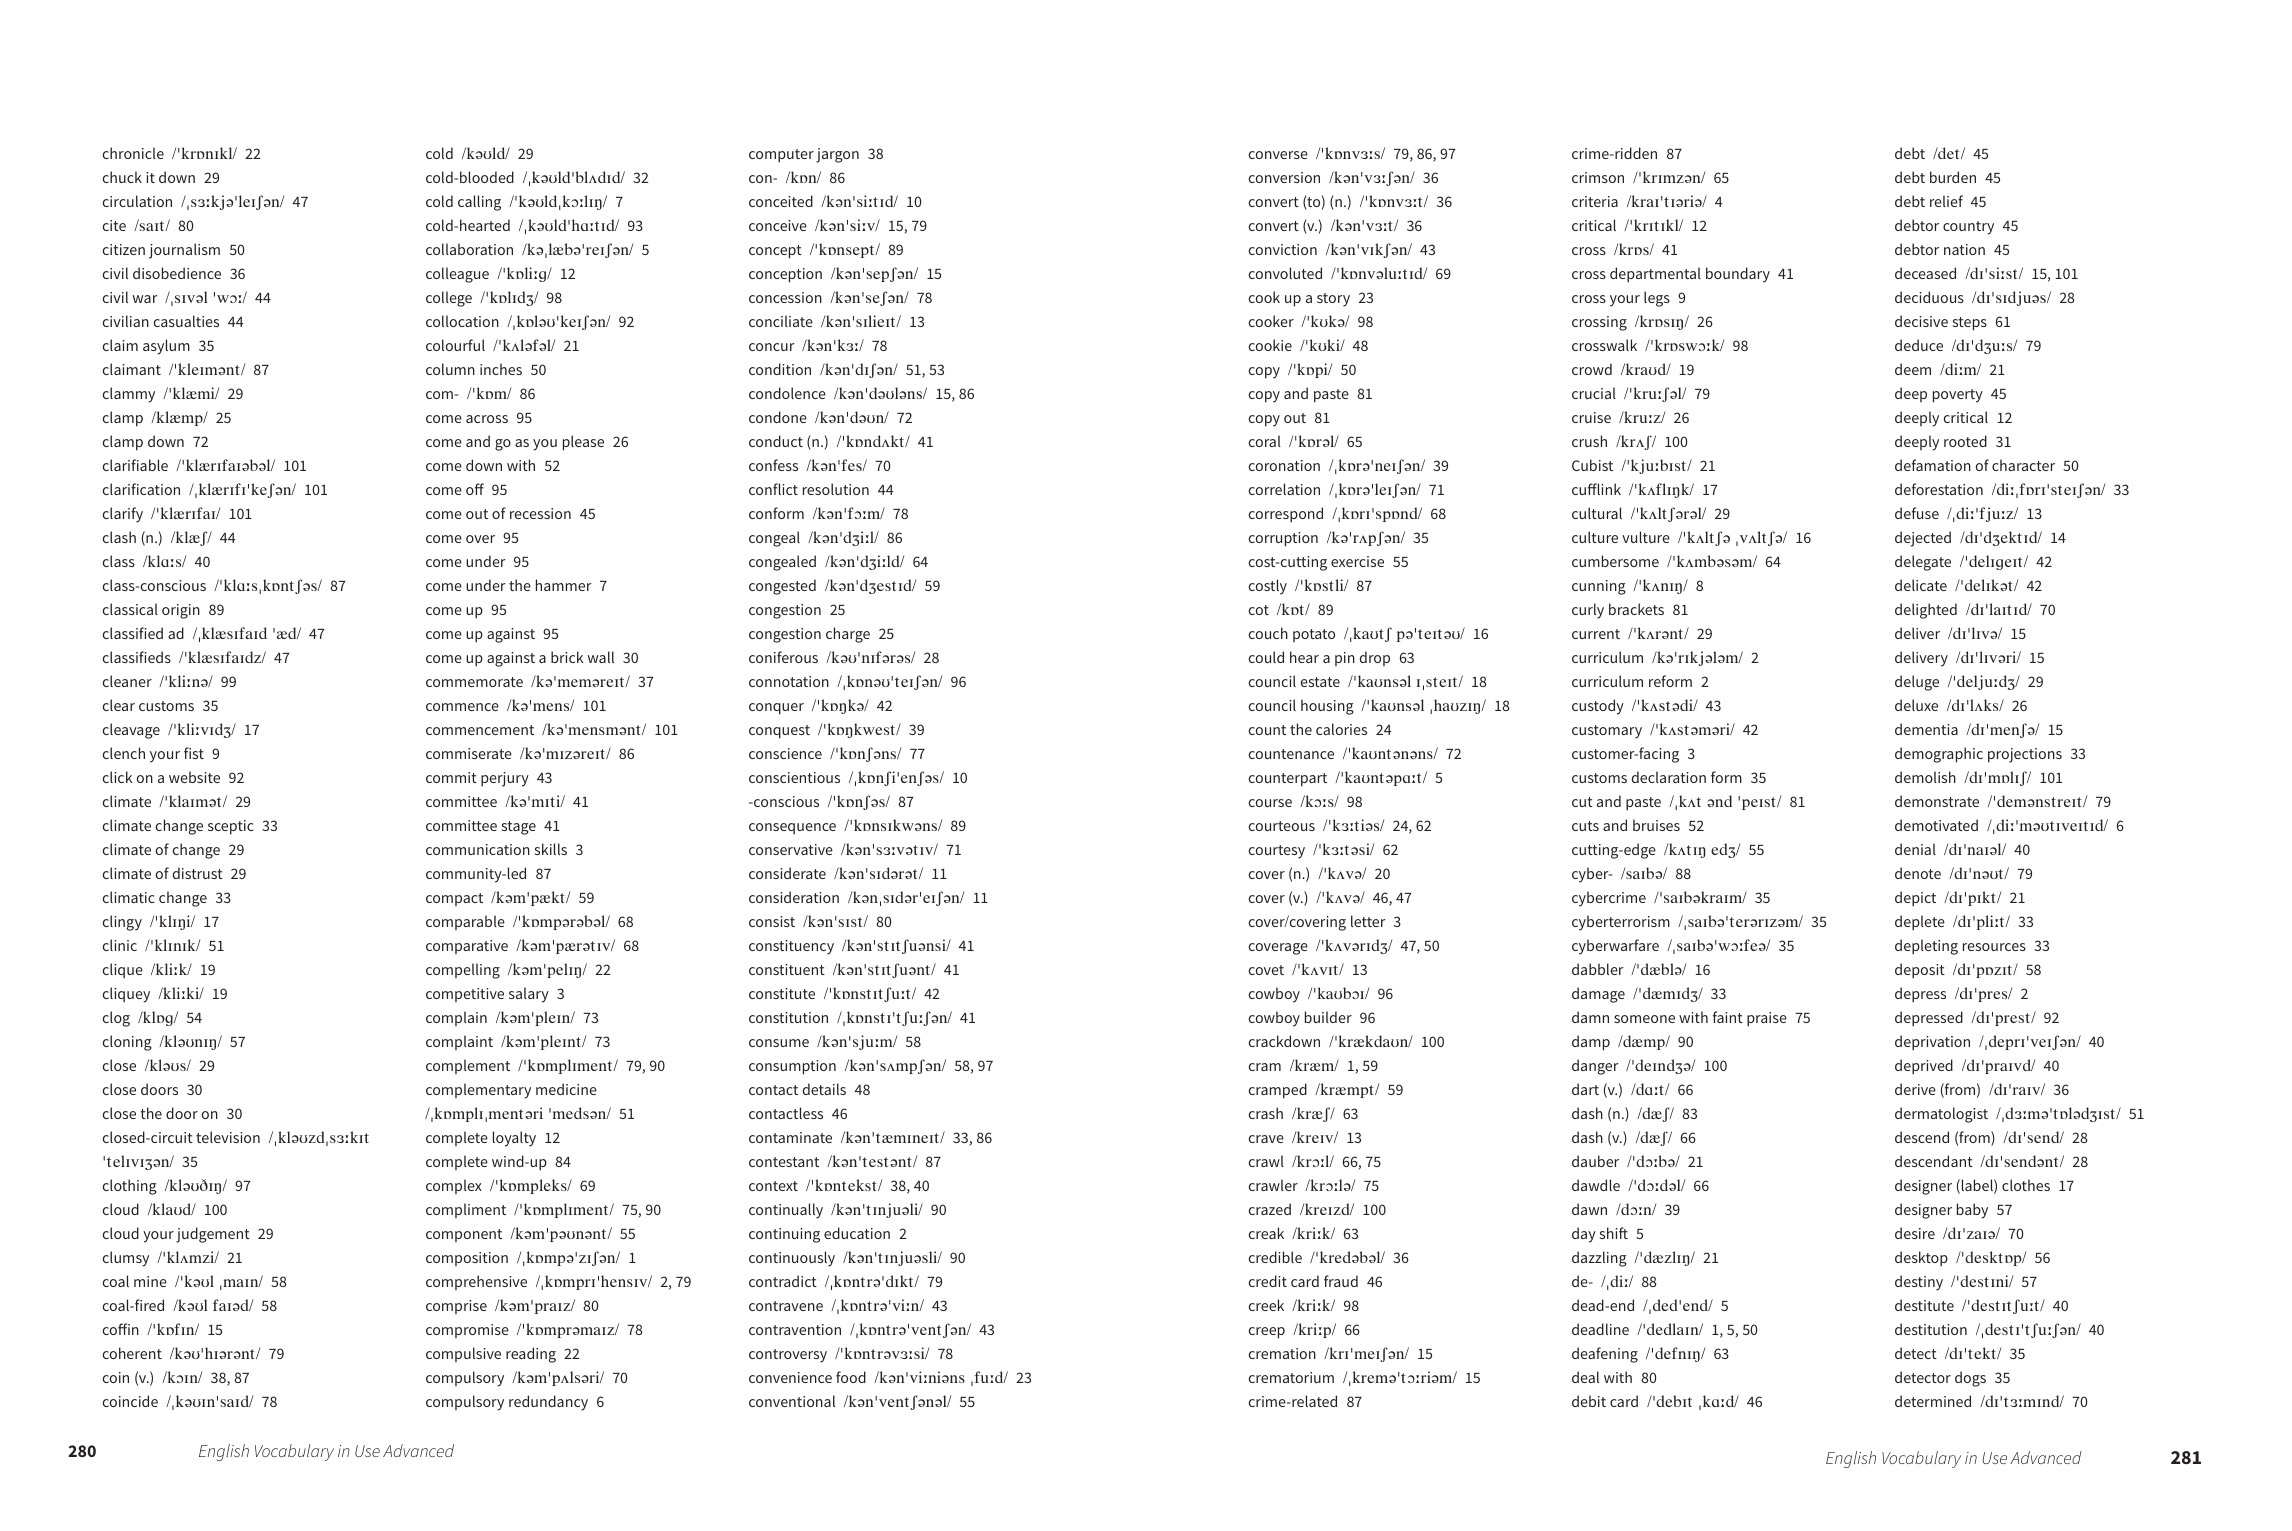 chronicle /ˈkrɒnɪkl/ 22
chuck it down 29
circulation /ˌsɜːkjəˈleɪʃən/ 47
cite /saɪt/ 80
citizen journalism 50
civil disobedience 36
civil war /ˌsɪvəl ˈwɔː/ 44
civilian casualties 44
claim asylum 35
claimant /ˈkleɪmənt/ 87
clammy /ˈklæmi/ 29
clamp /klæmp/ 25
clamp down 72
clarifiable /ˈklærɪfaɪəbəl/ 101
clarification /ˌklærɪfɪˈkeʃən/ 101
clarify /ˈklærɪfaɪ/ 101
clash (n.) /klæʃ/ 44
class /klɑːs/ 40
class-conscious /ˈklɑːsˌkɒntʃəs/ 87
classical origin 89
classified ad /ˌklæsɪfaɪd ˈæd/ 47
classifieds /ˈklæsɪfaɪdz/ 47
cleaner /ˈkliːnə/ 99
clear customs 35
cleavage /ˈkliːvɪdʒ/ 17
clench your fist 9
click on a website 92
climate /ˈklaɪmət/ 29
climate change sceptic 33
climate of change 29
climate of distrust 29
climatic change 33
clingy /ˈklɪŋi/ 17
clinic /ˈklɪnɪk/ 51
clique /kliːk/ 19
cliquey /kliːki/ 19
clog /klɒg/ 54
cloning /kləʊnɪŋ/ 57
close /kləʊs/ 29
close doors 30
close the door on 30
closed-circuit television /ˌkləʊzdˌsɜːkɪt
ˈtelɪvɪʒən/ 35
clothing /kləʊðɪŋ/ 97
cloud /klaʊd/ 100
cloud your judgement 29
clumsy /ˈklʌmzi/ 21
coal mine /ˈkəʊl ˌmaɪn/ 58
coal-fired /kəʊl faɪəd/ 58
coffin /ˈkɒfɪn/ 15
coherent /kəʊˈhɪərənt/ 79
coin (v.) /kɔɪn/ 38, 87
coincide /ˌkəʊɪnˈsaɪd/ 78
cold /kəʊld/ 29
cold-blooded /ˌkəʊldˈblʌdɪd/ 32
cold calling /ˈkəʊldˌkɔːlɪŋ/ 7
cold-hearted /ˌkəʊldˈhɑːtɪd/ 93
collaboration /kəˌlæbəˈreɪʃən/ 5
colleague /ˈkɒliːg/ 12
college /ˈkɒlɪdʒ/ 98
collocation /ˌkɒləʊˈkeɪʃən/ 92
colourful /ˈkʌləfəl/ 21
column inches 50
com- /ˈkɒm/ 86
come across 95
come and go as you please 26
come down with 52
come off 95
come out of recession 45
come over 95
come under 95
come under the hammer 7
come up 95
come up against 95
come up against a brick wall 30
commemorate /kəˈmeməreɪt/ 37
commence /kəˈmens/ 101
commencement /kəˈmensmənt/ 101
commiserate /kəˈmɪzəreɪt/ 86
commit perjury 43
committee /kəˈmɪti/ 41
committee stage 41
communication skills 3
community-led 87
compact /kəmˈpækt/ 59
comparable /ˈkɒmpərəbəl/ 68
comparative /kəmˈpærətɪv/ 68
compelling /kəmˈpelɪŋ/ 22
competitive salary 3
complain /kəmˈpleɪn/ 73
complaint /kəmˈpleɪnt/ 73
complement /ˈkɒmplɪment/ 79, 90
complementary medicine
/ˌkɒmplɪˌmentəri ˈmedsən/ 51
complete loyalty 12
complete wind-up 84
complex /ˈkɒmpleks/ 69
compliment /ˈkɒmplɪment/ 75, 90
component /kəmˈpəʊnənt/ 55
composition /ˌkɒmpəˈzɪʃən/ 1
comprehensive /ˌkɒmprɪˈhensɪv/ 2, 79
comprise /kəmˈpraɪz/ 80
compromise /ˈkɒmprəmaɪz/ 78
compulsive reading 22
compulsory /kəmˈpʌlsəri/ 70
compulsory redundancy 6
computer jargon 38
con- /kɒn/ 86
conceited /kənˈsiːtɪd/ 10
conceive /kənˈsiːv/ 15, 79
concept /ˈkɒnsept/ 89
conception /kənˈsepʃən/ 15
concession /kənˈseʃən/ 78
conciliate /kənˈsɪlieɪt/ 13
concur /kənˈkɜː/ 78
condition /kənˈdɪʃən/ 51, 53
condolence /kənˈdəʊləns/ 15, 86
condone /kənˈdəʊn/ 72
conduct (n.) /ˈkɒndʌkt/ 41
confess /kənˈfes/ 70
conflict resolution 44
conform /kənˈfɔːm/ 78
congeal /kənˈdʒiːl/ 86
congealed /kənˈdʒiːld/ 64
congested /kənˈdʒestɪd/ 59
congestion 25
congestion charge 25
coniferous /kəʊˈnɪfərəs/ 28
connotation /ˌkɒnəʊˈteɪʃən/ 96
conquer /ˈkɒŋkə/ 42
conquest /ˈkɒŋkwest/ 39
conscience /ˈkɒnʃəns/ 77
conscientious /ˌkɒnʃiˈenʃəs/ 10
-conscious /ˈkɒnʃəs/ 87
consequence /ˈkɒnsɪkwəns/ 89
conservative /kənˈsɜːvətɪv/ 71
considerate /kənˈsɪdərət/ 11
consideration /kənˌsɪdərˈeɪʃən/ 11
consist /kənˈsɪst/ 80
constituency /kənˈstɪtʃuənsi/ 41
constituent /kənˈstɪtʃuənt/ 41
constitute /ˈkɒnstɪtʃuːt/ 42
constitution /ˌkɒnstɪˈtʃuːʃən/ 41
consume /kənˈsjuːm/ 58
consumption /kənˈsʌmpʃən/ 58, 97
contact details 48
contactless 46
contaminate /kənˈtæmɪneɪt/ 33, 86
contestant /kənˈtestənt/ 87
context /ˈkɒntekst/ 38, 40
continually /kənˈtɪnjuəli/ 90
continuing education 2
continuously /kənˈtɪnjuəsli/ 90
contradict /ˌkɒntrəˈdɪkt/ 79
contravene /ˌkɒntrəˈviːn/ 43
contravention /ˌkɒntrəˈventʃən/ 43
controversy /ˈkɒntrəvɜːsi/ 78
convenience food /kənˈviːniəns ˌfuːd/ 23
conventional /kənˈventʃənəl/ 55
280 English Vocabulary in Use Advanced
converse /ˈkɒnvɜːs/ 79, 86, 97
conversion /kənˈvɜːʃən/ 36
convert (to) (n.) /ˈkɒnvɜːt/ 36
convert (v.) /kənˈvɜːt/ 36
conviction /kənˈvɪkʃən/ 43
convoluted /ˈkɒnvəluːtɪd/ 69
cook up a story 23
cooker /ˈkʊkə/ 98
cookie /ˈkʊki/ 48
copy /ˈkɒpi/ 50
copy and paste 81
copy out 81
coral /ˈkɒrəl/ 65
coronation /ˌkɒrəˈneɪʃən/ 39
correlation /ˌkɒrəˈleɪʃən/ 71
correspond /ˌkɒrɪˈspɒnd/ 68
corruption /kəˈrʌpʃən/ 35
cost-cutting exercise 55
costly /ˈkɒstli/ 87
cot /kɒt/ 89
couch potato /ˌkaʊtʃ pəˈteɪtəʊ/ 16
could hear a pin drop 63
council estate /ˈkaʊnsəl ɪˌsteɪt/ 18
council housing /ˈkaʊnsəl ˌhaʊzɪŋ/ 18
count the calories 24
countenance /ˈkaʊntənəns/ 72
counterpart /ˈkaʊntəpɑːt/ 5
course /kɔːs/ 98
courteous /ˈkɜːtiəs/ 24, 62
courtesy /ˈkɜːtəsi/ 62
cover (n.) /ˈkʌvə/ 20
cover (v.) /ˈkʌvə/ 46, 47
cover/covering letter 3
coverage /ˈkʌvərɪdʒ/ 47, 50
covet /ˈkʌvɪt/ 13
cowboy /ˈkaʊbɔɪ/ 96
cowboy builder 96
crackdown /ˈkrækdaʊn/ 100
cram /kræm/ 1, 59
cramped /kræmpt/ 59
crash /kræʃ/ 63
crave /kreɪv/ 13
crawl /krɔːl/ 66, 75
crawler /krɔːlə/ 75
crazed /kreɪzd/ 100
creak /kriːk/ 63
credible /ˈkredəbəl/ 36
credit card fraud 46
creek /kriːk/ 98
creep /kriːp/ 66
cremation /krɪˈmeɪʃən/ 15
crematorium /ˌkreməˈtɔːriəm/ 15
crime-related 87
crime-ridden 87
crimson /ˈkrɪmzən/ 65
criteria /kraɪˈtɪəriə/ 4
critical /ˈkrɪtɪkl/ 12
cross /krɒs/ 41
cross departmental boundary 41
cross your legs 9
crossing /krɒsɪŋ/ 26
crosswalk /ˈkrɒswɔːk/ 98
crowd /kraʊd/ 19
crucial /ˈkruːʃəl/ 79
cruise /kruːz/ 26
crush /krʌʃ/ 100
Cubist /ˈkjuːbɪst/ 21
cufflink /ˈkʌflɪŋk/ 17
cultural /ˈkʌltʃərəl/ 29
culture vulture /ˈkʌltʃə ˌvʌltʃə/ 16
cumbersome /ˈkʌmbəsəm/ 64
cunning /ˈkʌnɪŋ/ 8
curly brackets 81
current /ˈkʌrənt/ 29
curriculum /kəˈrɪkjələm/ 2
curriculum reform 2
custody /ˈkʌstədi/ 43
customary /ˈkʌstəməri/ 42
customer-facing 3
customs declaration form 35
cut and paste /ˌkʌt ənd ˈpeɪst/ 81
cuts and bruises 52
cutting-edge /kʌtɪŋ edʒ/ 55
cyber- /saɪbə/ 88
cybercrime /ˈsaɪbəkraɪm/ 35
cyberterrorism /ˌsaɪbəˈterərɪzəm/ 35
cyberwarfare /ˌsaɪbəˈwɔːfeə/ 35
dabbler /ˈdæblə/ 16
damage /ˈdæmɪdʒ/ 33
damn someone with faint praise 75
damp /dæmp/ 90
danger /ˈdeɪndʒə/ 100
dart (v.) /dɑːt/ 66
dash (n.) /dæʃ/ 83
dash (v.) /dæʃ/ 66
dauber /ˈdɔːbə/ 21
dawdle /ˈdɔːdəl/ 66
dawn /dɔːn/ 39
day shift 5
dazzling /ˈdæzlɪŋ/ 21
de- /ˌdiː/ 88
dead-end /ˌdedˈend/ 5
deadline /ˈdedlaɪn/ 1, 5, 50
deafening /ˈdefnɪŋ/ 63
deal with 80
debit card /ˈdebɪt ˌkɑːd/ 46
debt /det/ 45
debt burden 45
debt relief 45
debtor country 45
debtor nation 45
deceased /dɪˈsiːst/ 15, 101
deciduous /dɪˈsɪdjuəs/ 28
decisive steps 61
deduce /dɪˈdʒuːs/ 79
deem /diːm/ 21
deep poverty 45
deeply critical 12
deeply rooted 31
defamation of character 50
deforestation /diːˌfɒrɪˈsteɪʃən/ 33
defuse /ˌdiːˈfjuːz/ 13
dejected /dɪˈdʒektɪd/ 14
delegate /ˈdelɪgeɪt/ 42
delicate /ˈdelɪkət/ 42
delighted /dɪˈlaɪtɪd/ 70
deliver /dɪˈlɪvə/ 15
delivery /dɪˈlɪvəri/ 15
deluge /ˈdeljuːdʒ/ 29
deluxe /dɪˈlʌks/ 26
dementia /dɪˈmenʃə/ 15
demographic projections 33
demolish /dɪˈmɒlɪʃ/ 101
demonstrate /ˈdemənstreɪt/ 79
demotivated /ˌdiːˈməʊtɪveɪtɪd/ 6
denial /dɪˈnaɪəl/ 40
denote /dɪˈnəʊt/ 79
depict /dɪˈpɪkt/ 21
deplete /dɪˈpliːt/ 33
depleting resources 33
deposit /dɪˈpɒzɪt/ 58
depress /dɪˈpres/ 2
depressed /dɪˈprest/ 92
deprivation /ˌdeprɪˈveɪʃən/ 40
deprived /dɪˈpraɪvd/ 40
derive (from) /dɪˈraɪv/ 36
dermatologist /ˌdɜːməˈtɒlədʒɪst/ 51
descend (from) /dɪˈsend/ 28
descendant /dɪˈsendənt/ 28
designer (label) clothes 17
designer baby 57
desire /dɪˈzaɪə/ 70
desktop /ˈdesktɒp/ 56
destiny /ˈdestɪni/ 57
destitute /ˈdestɪtʃuːt/ 40
destitution /ˌdestɪˈtʃuːʃən/ 40
detect /dɪˈtekt/ 35
detector dogs 35
determined /dɪˈtɜːmɪnd/ 70
English Vocabulary in Use Advanced 281